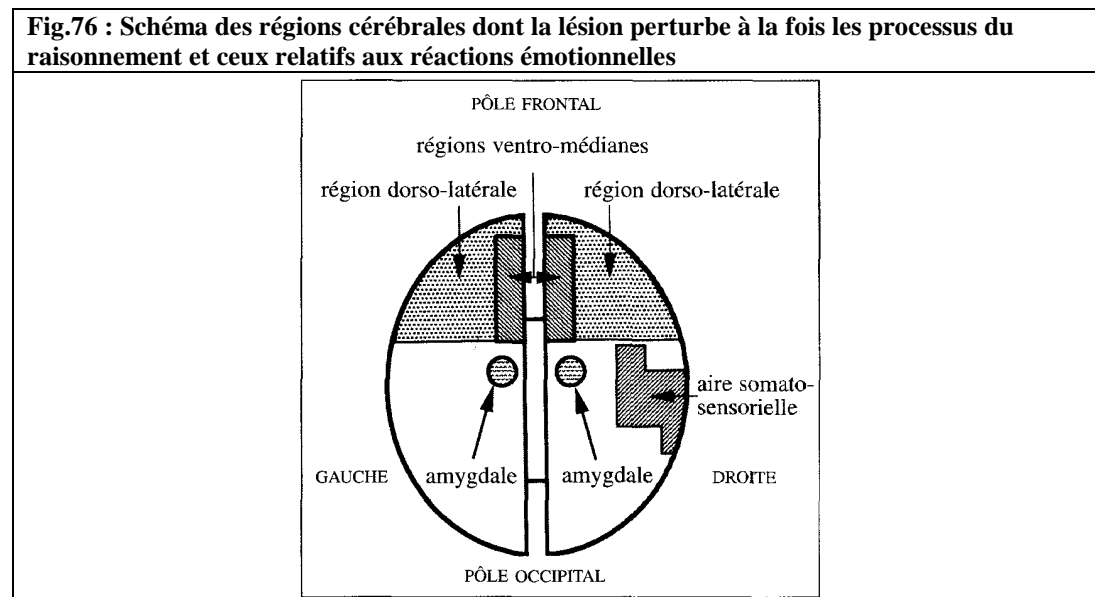 Fig.76 : Schéma des régions cérébrales dont la lésion perturbe à la fois les processus du
raisonnement et ceux relatifs aux réactions émotionnelles
PÔLE FRONTAL
régions ventro-médianes
région dorso-latérale
région dorso-latérale
aire somato-
sensorielle
GAUCHE
amygdale
amygdale
DROITE
PÔLE OCCIPITAL